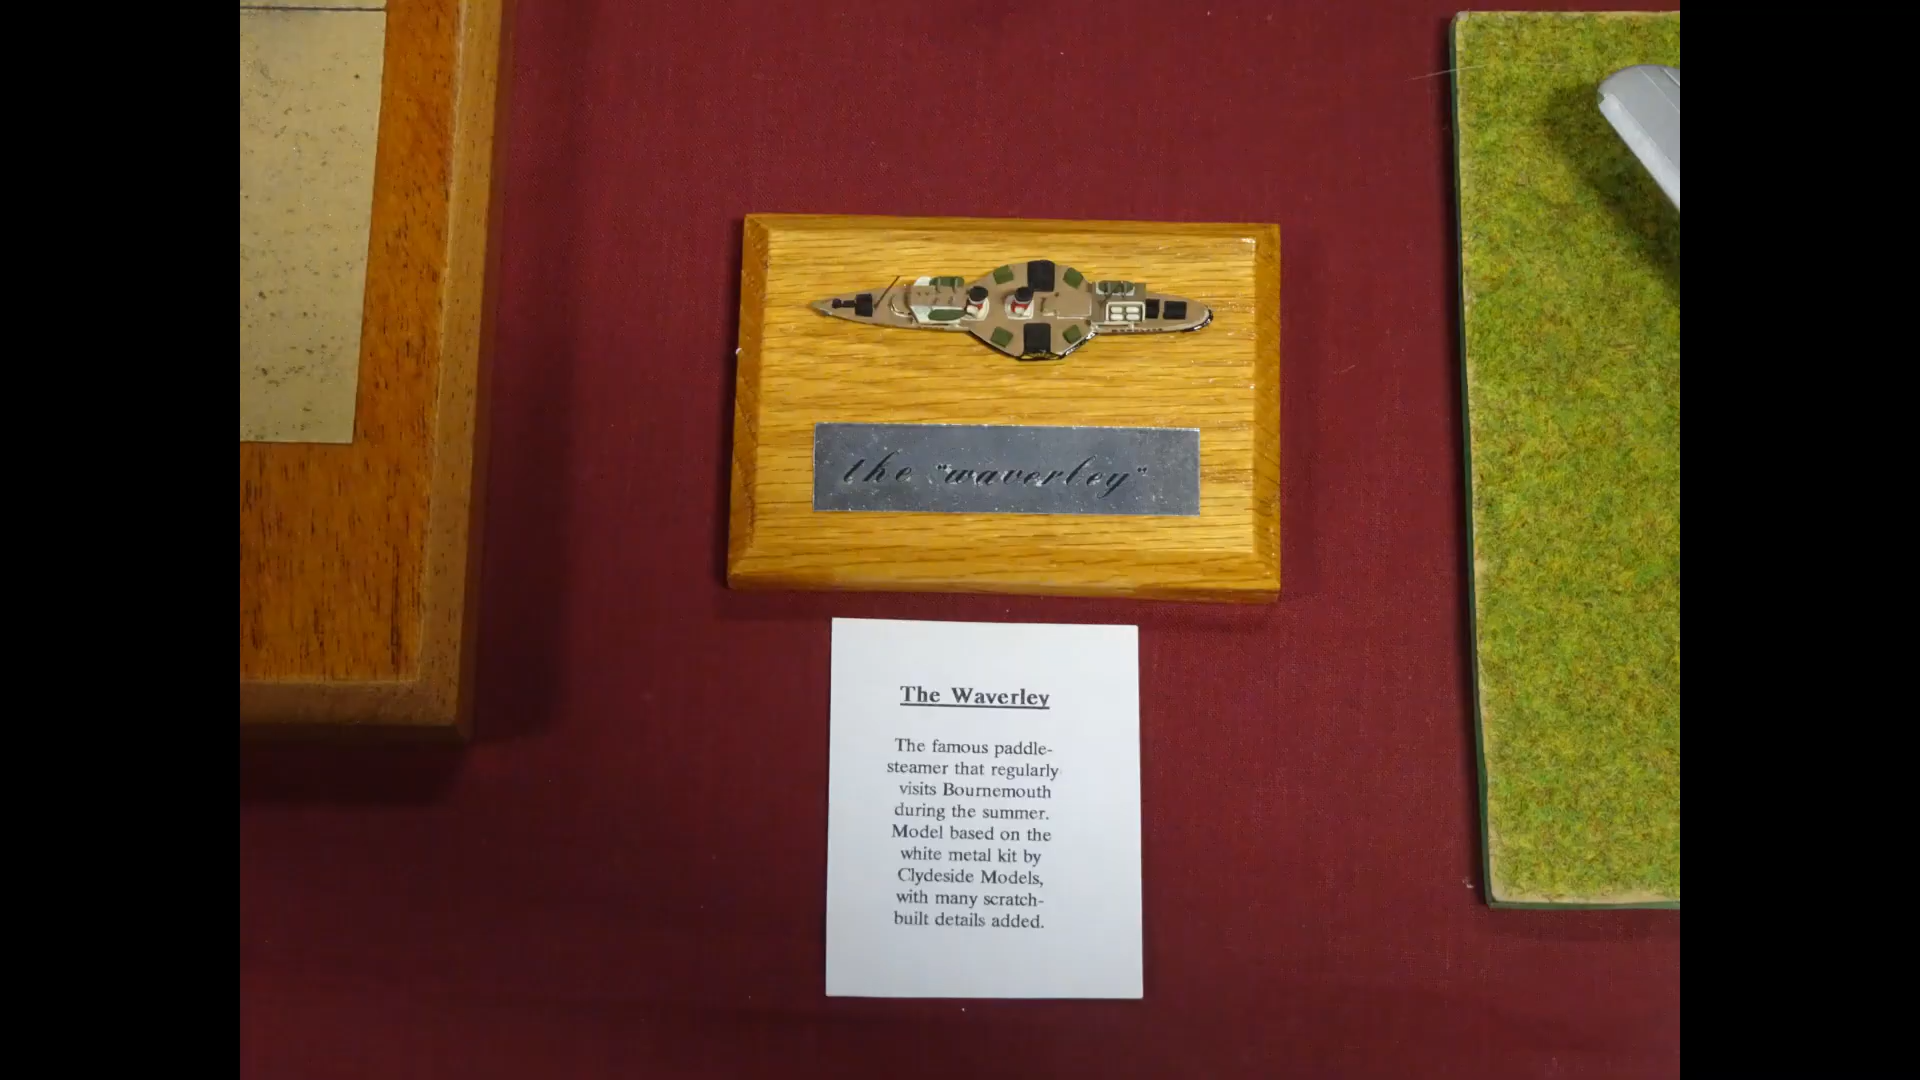 the "waverley"
The Waverley
The famous paddle-
steamer that regularly
visits Bournemouth
during the summer.
Model based on the
white metal kit by
Clydeside Models,
with many scratch-
built details added.